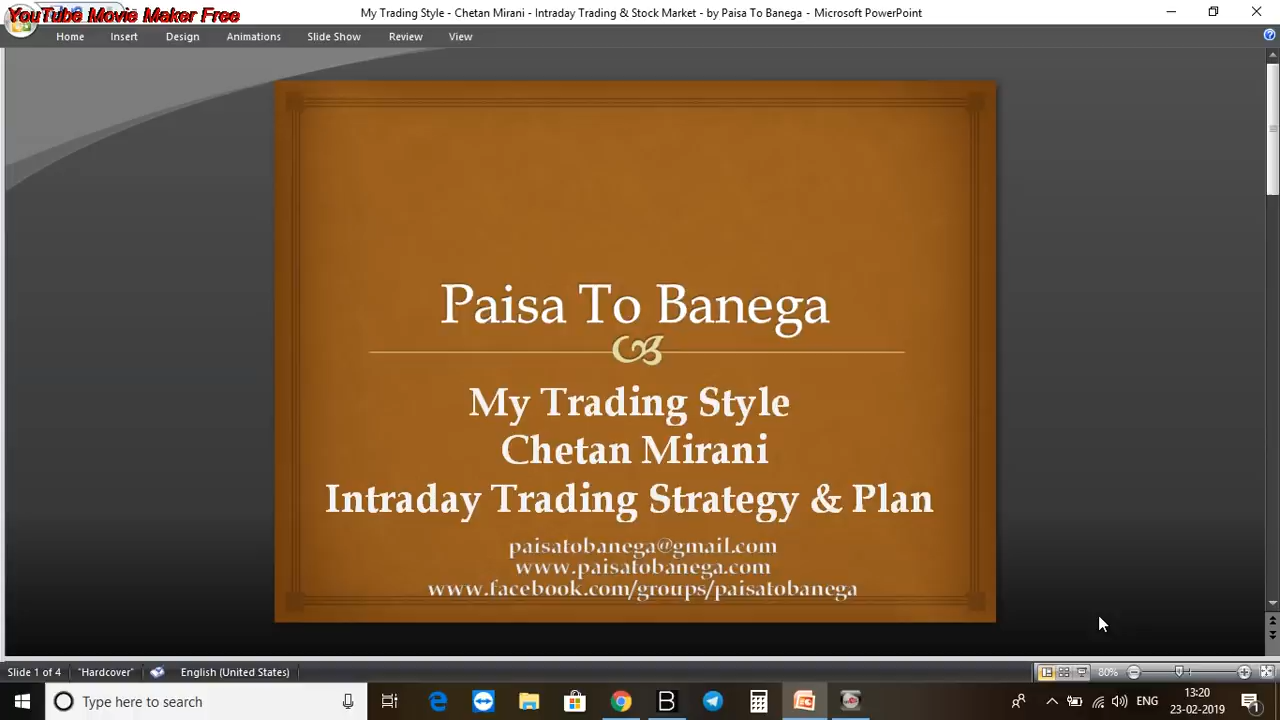 YouTube Movie Maker Free
My Trading Style - Chetan Mirani - Intraday Trading & Stock Market - by Paisa To Banega - Microsoft PowerPoint
Home Insert Design Animations Slide Show Review View
Paisa To Banega
My Trading Style
Chetan Mirani
Intraday Trading Strategy & Plan
paisatobanega@gmail.com
www.paisatobanega.com
www.facebook.com/groups/paisatobanega
Slide 1 of 4 "Hardcover" English (United States) 80%
Type here to search
ENG
13:20
23-02-2019